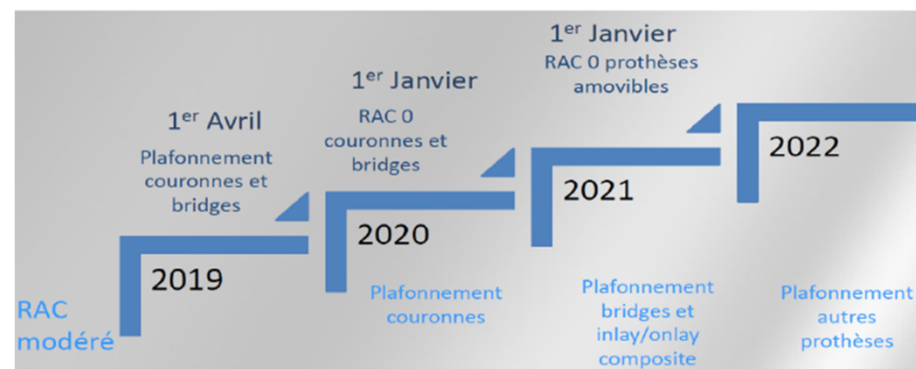 1er Avril
Plafonnement
couronnes et
bridges
2019
1er Janvier
RAC 0
couronnes et
bridges
2020
1er Janvier
RAC 0 prothèses
amovibles
2021
2022
RAC
modéré
Plafonnement
couronnes
Plafonnement
bridges et
inlay/onlay
composite
Plafonnement
autres
prothèses